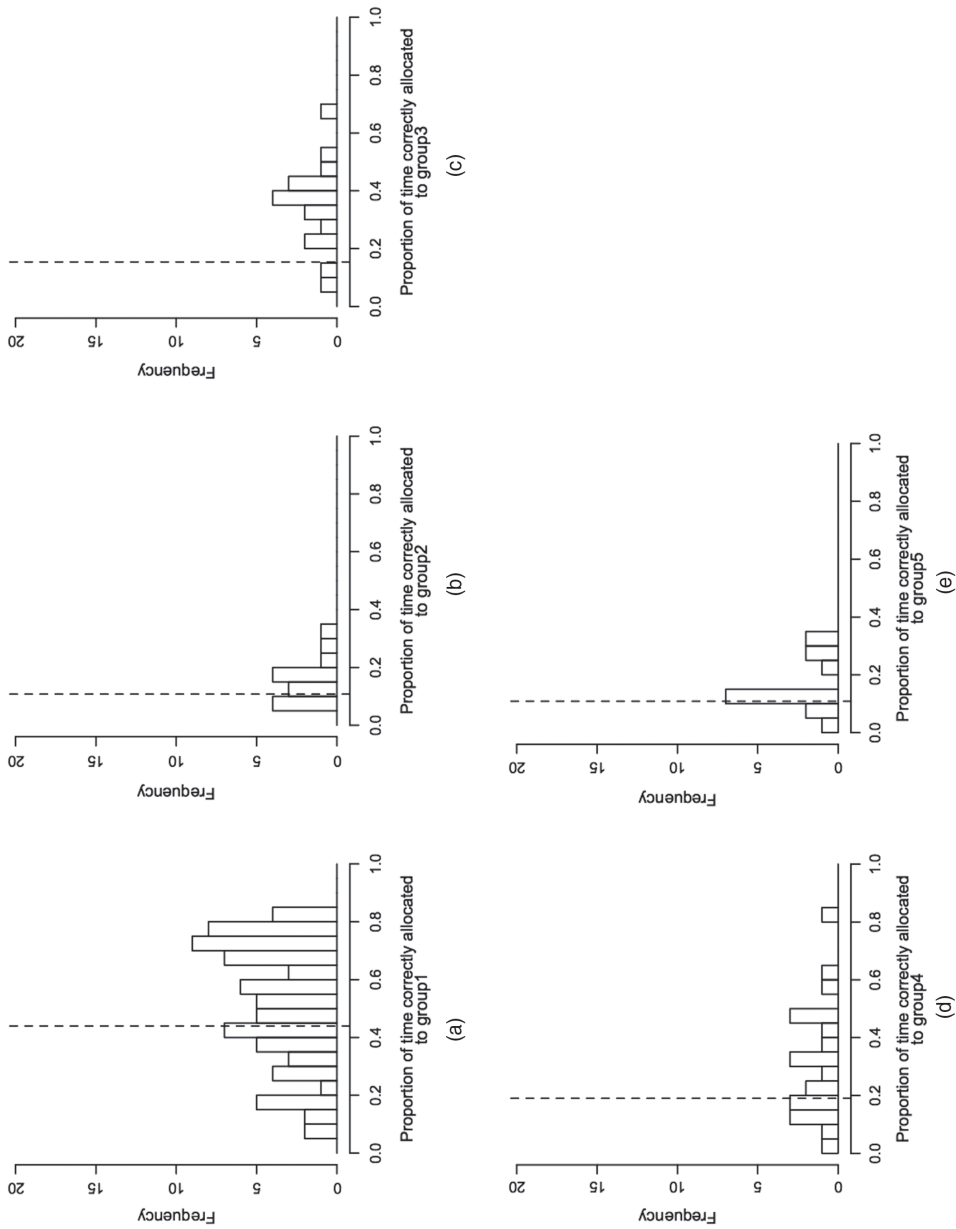 Frequency
0
5
10
15
20
0.0 0.2 0.4 0.6 0.8 1.0
Proportion of time correctly allocated
to group1
(a)
Frequency
0
5
10
15
20
0.0 0.2 0.4 0.6 0.8 1.0
Proportion of time correctly allocated
to group2
(b)
Frequency
0
5
10
15
20
0.0 0.2 0.4 0.6 0.8 1.0
Proportion of time correctly allocated
to group3
(c)
Frequency
0
5
10
15
20
0.0 0.2 0.4 0.6 0.8 1.0
Proportion of time correctly allocated
to group4
(d)
Frequency
0
5
10
15
20
0.0 0.2 0.4 0.6 0.8 1.0
Proportion of time correctly allocated
to group5
(e)